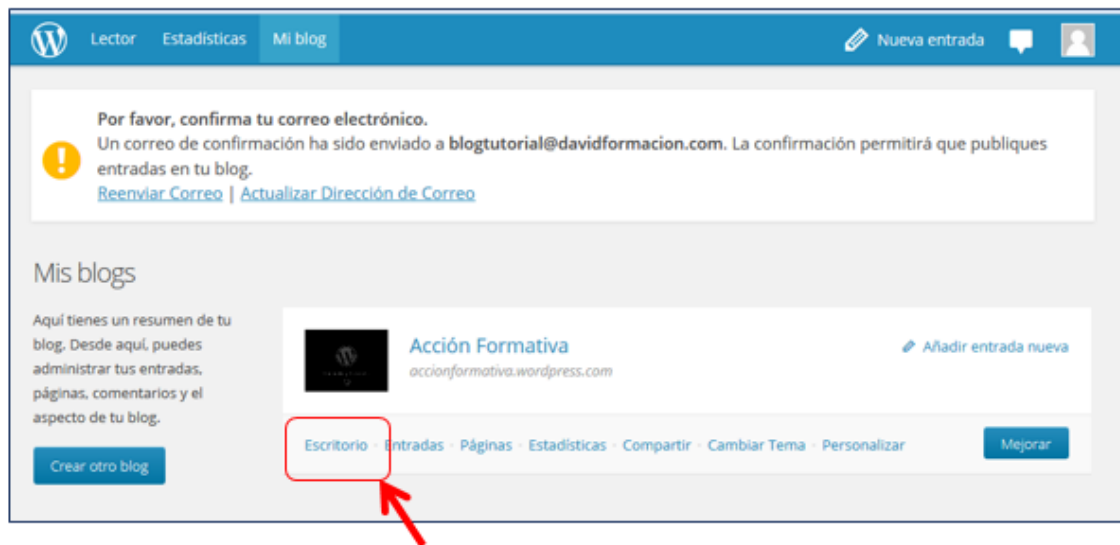 Lector Estadísticas Mi blog Nueva entrada
Por favor, confirma tu correo electrónico.
Un correo de confirmación ha sido enviado a blogtutorial@davidformacion.com. La confirmación permitirá que publiques
entradas en tu blog.
Reenviar Correo | Actualizar Dirección de Correo
Mis blogs
Aquí tienes un resumen de tu
blog. Desde aquí, puedes
administrar tus entradas,
páginas, comentarios y el
aspecto de tu blog.
Crear otro blog
Acción Formativa
accionformativa.wordpress.com
Añadir entrada nueva
Escritorio · Entradas · Páginas · Estadísticas · Compartir · Cambiar Tema · Personalizar
Mejorar